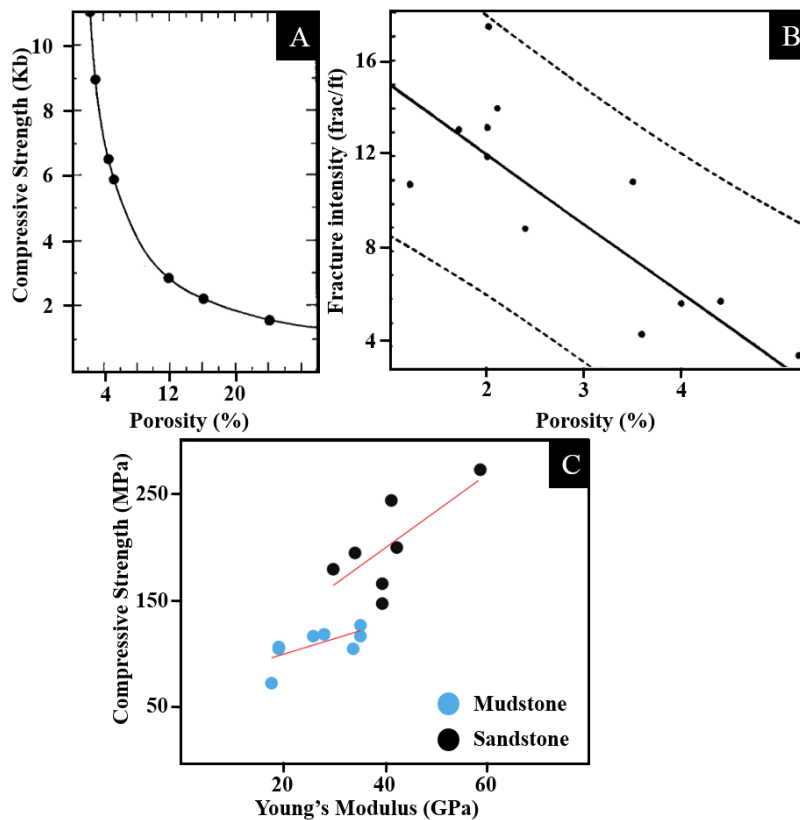 A
Compressive Strength (Kb)
10
8
6
4
2
4
12
20
Porosity (%)
B
Fracture intensity (frac/ft)
16
12
8
4
2
3
4
Porosity (%)
C
Compressive Strength (MPa)
250
150
50
Mudstone
Sandstone
20
40
60
Young's Modulus (GPa)